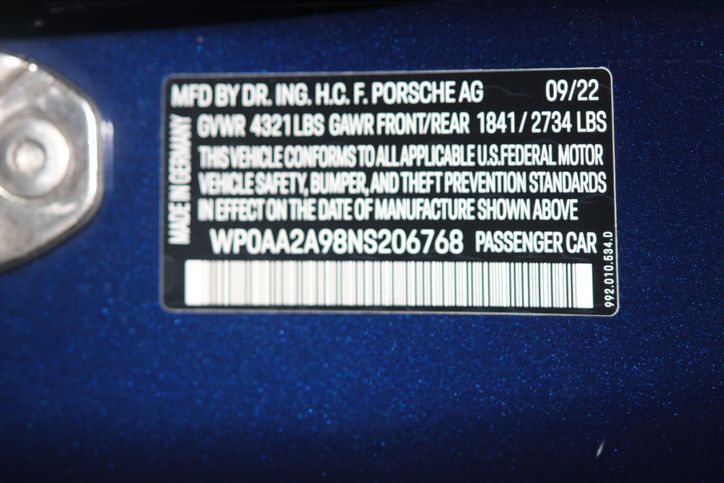 MFD BY DR. ING. H.C. F. PORSCHE AG 09/22
GVWR 4321 LBS GAWR FRONT/REAR 1841 / 2734 LBS
THIS VEHICLE CONFORMS TO ALL APPLICABLE U.S. FEDERAL MOTOR
VEHICLE SAFETY, BUMPER, AND THEFT PREVENTION STANDARDS
IN EFFECT ON THE DATE OF MANUFACTURE SHOWN ABOVE
WP0AA2A98NS206768 PASSENGER CAR
MADE IN GERMANY
992.010.534.D